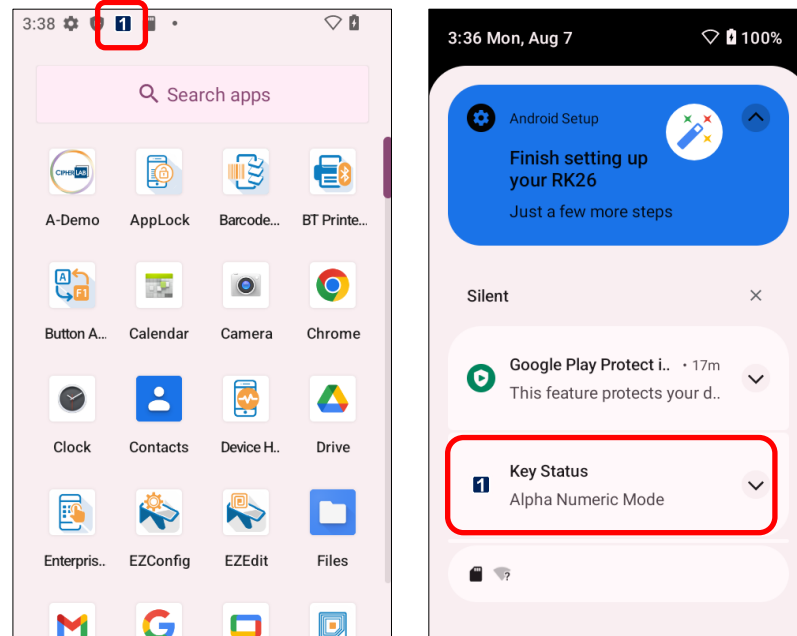 3:38
1
Search apps
CIPHERLAB
A-Demo AppLock Barcode... BT Printe...
A
F1
Button A... Calendar Camera Chrome
Clock Contacts Device H.. Drive
Enterpris.. EZConfig EZEdit Files
3:36 Mon, Aug 7 100%
Android Setup
Finish setting up
your RK26
Just a few more steps
Silent
Google Play Protect i.. • 17m
This feature protects your d..
1 Key Status
Alpha Numeric Mode
?